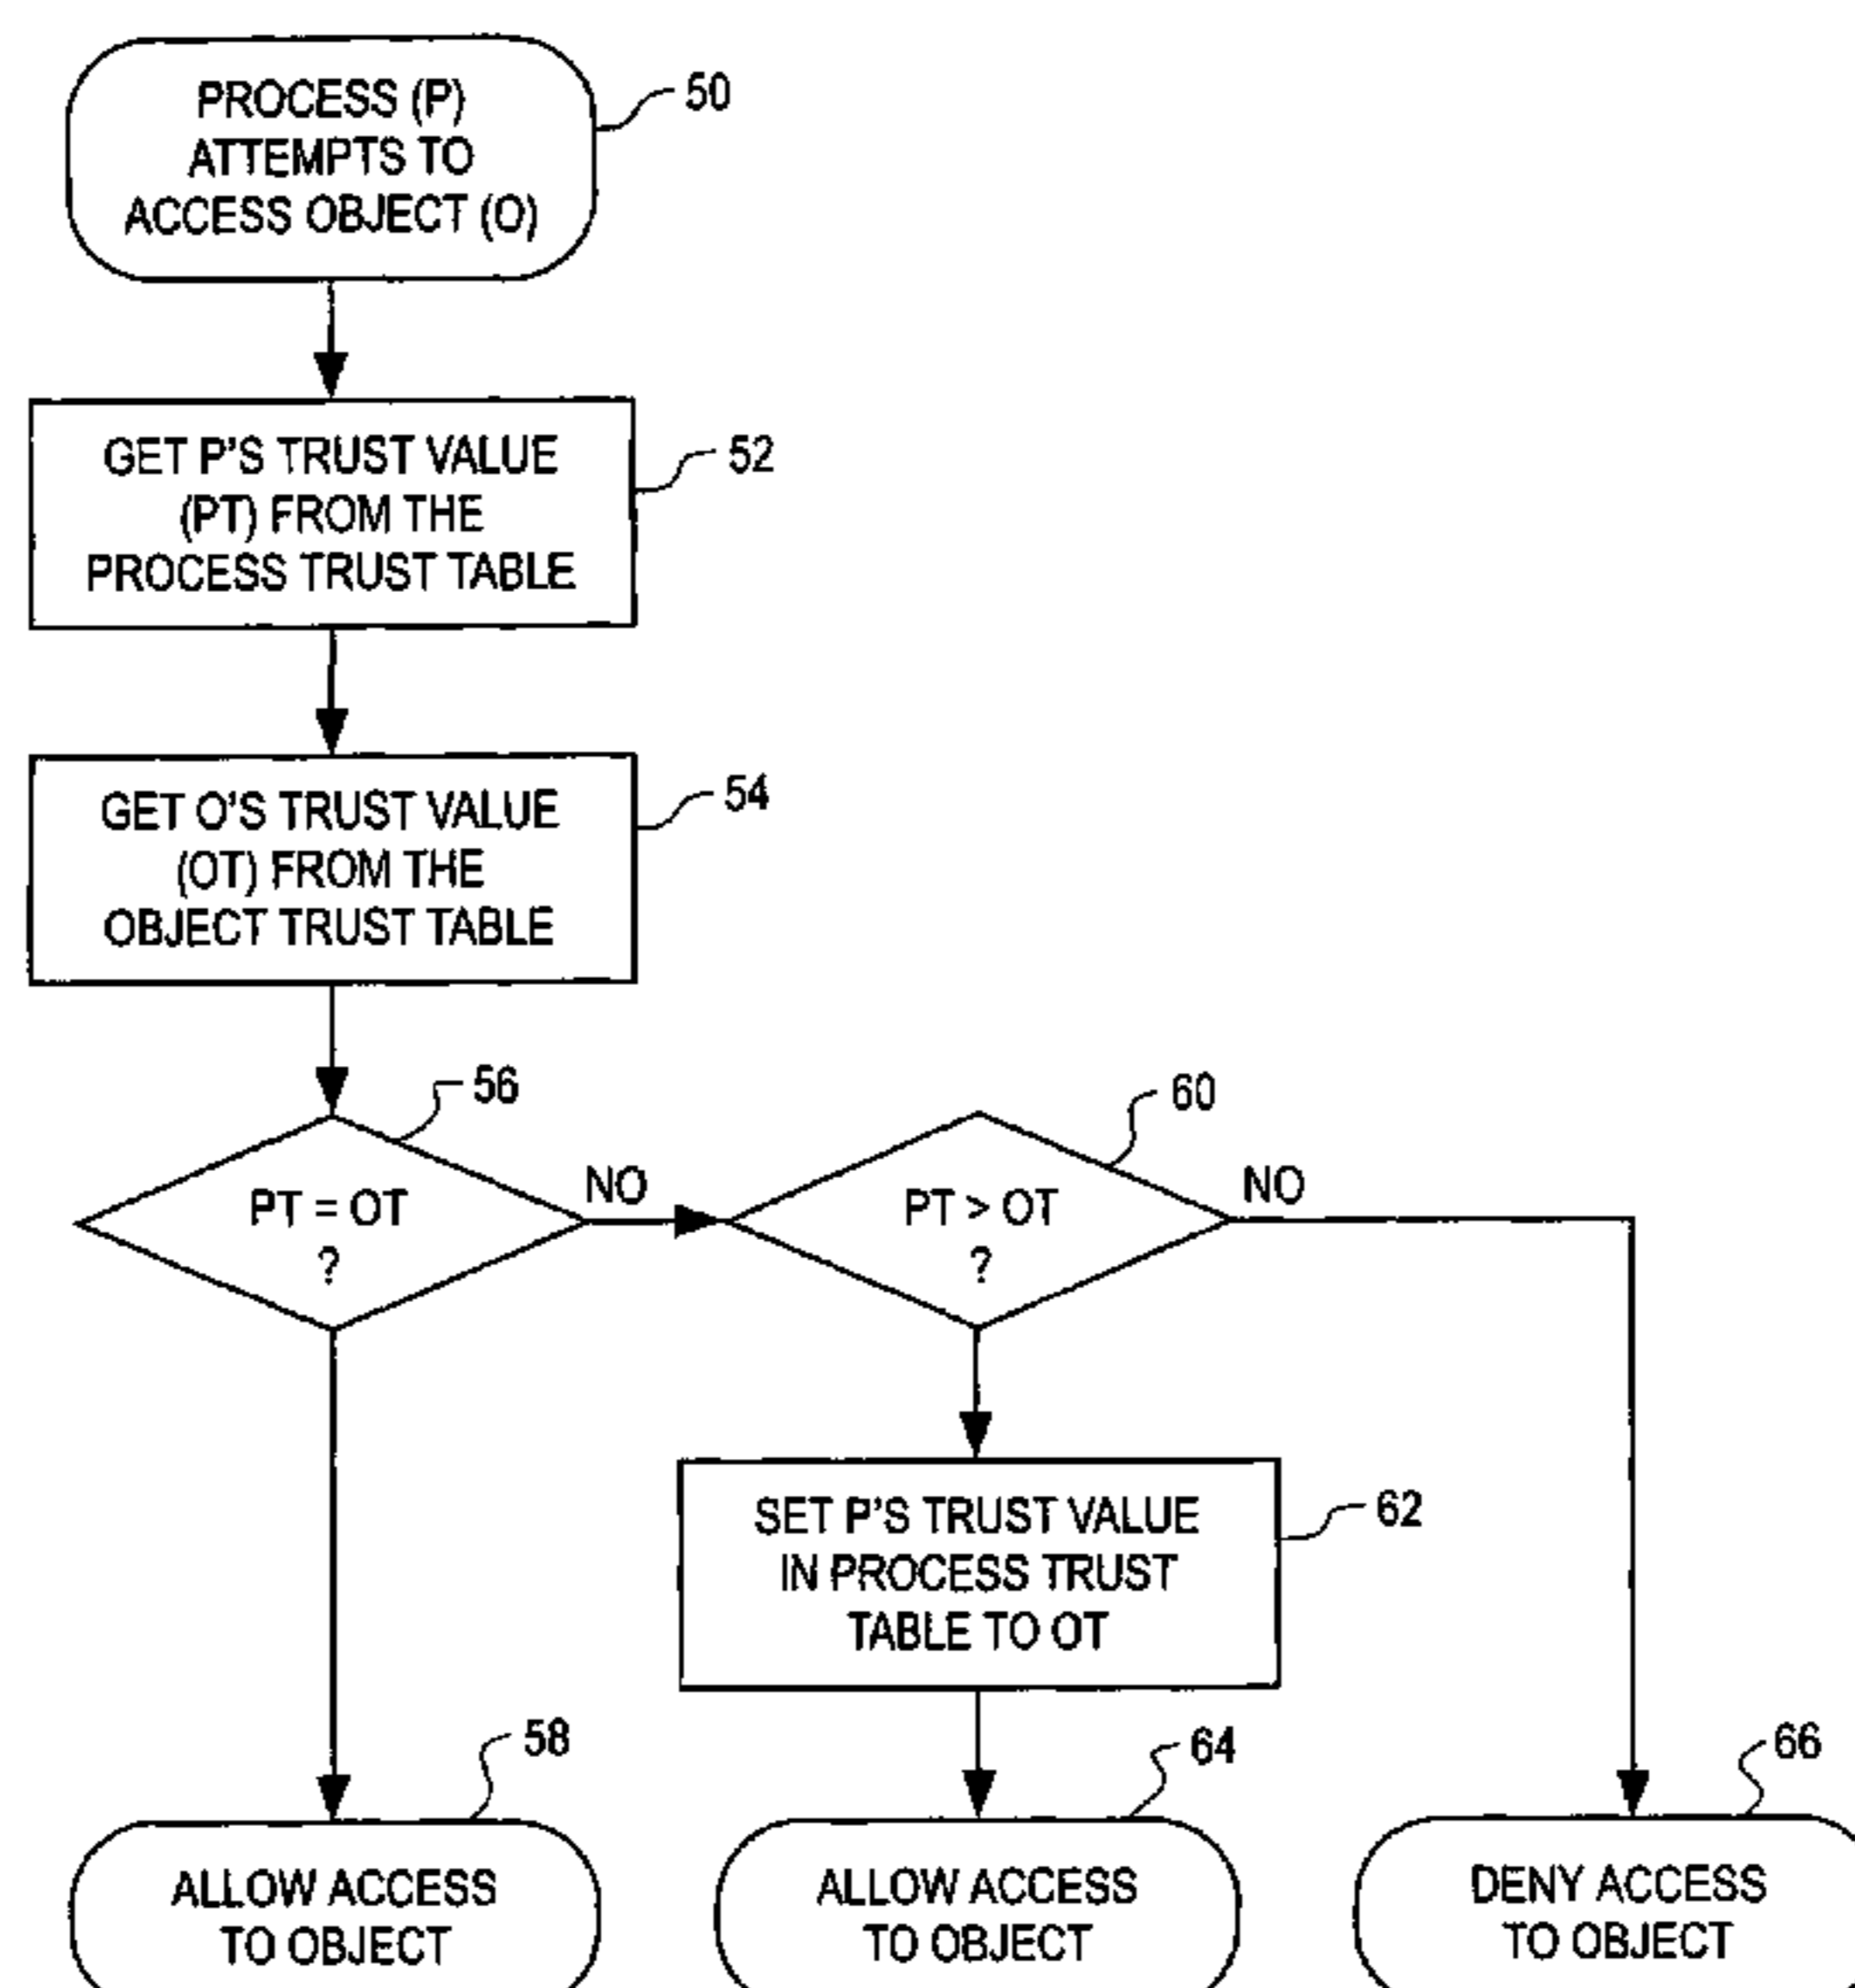 PROCESS (P)
ATTEMPTS TO
ACCESS OBJECT (O)
50
GET P'S TRUST VALUE
(PT) FROM THE
PROCESS TRUST TABLE
52
GET O'S TRUST VALUE
(OT) FROM THE
OBJECT TRUST TABLE
54
PT = OT
?
56
NO
PT > OT
?
60
NO
SET P'S TRUST VALUE
IN PROCESS TRUST
TABLE TO OT
62
ALLOW ACCESS
TO OBJECT
58
ALLOW ACCESS
TO OBJECT
64
DENY ACCESS
TO OBJECT
66